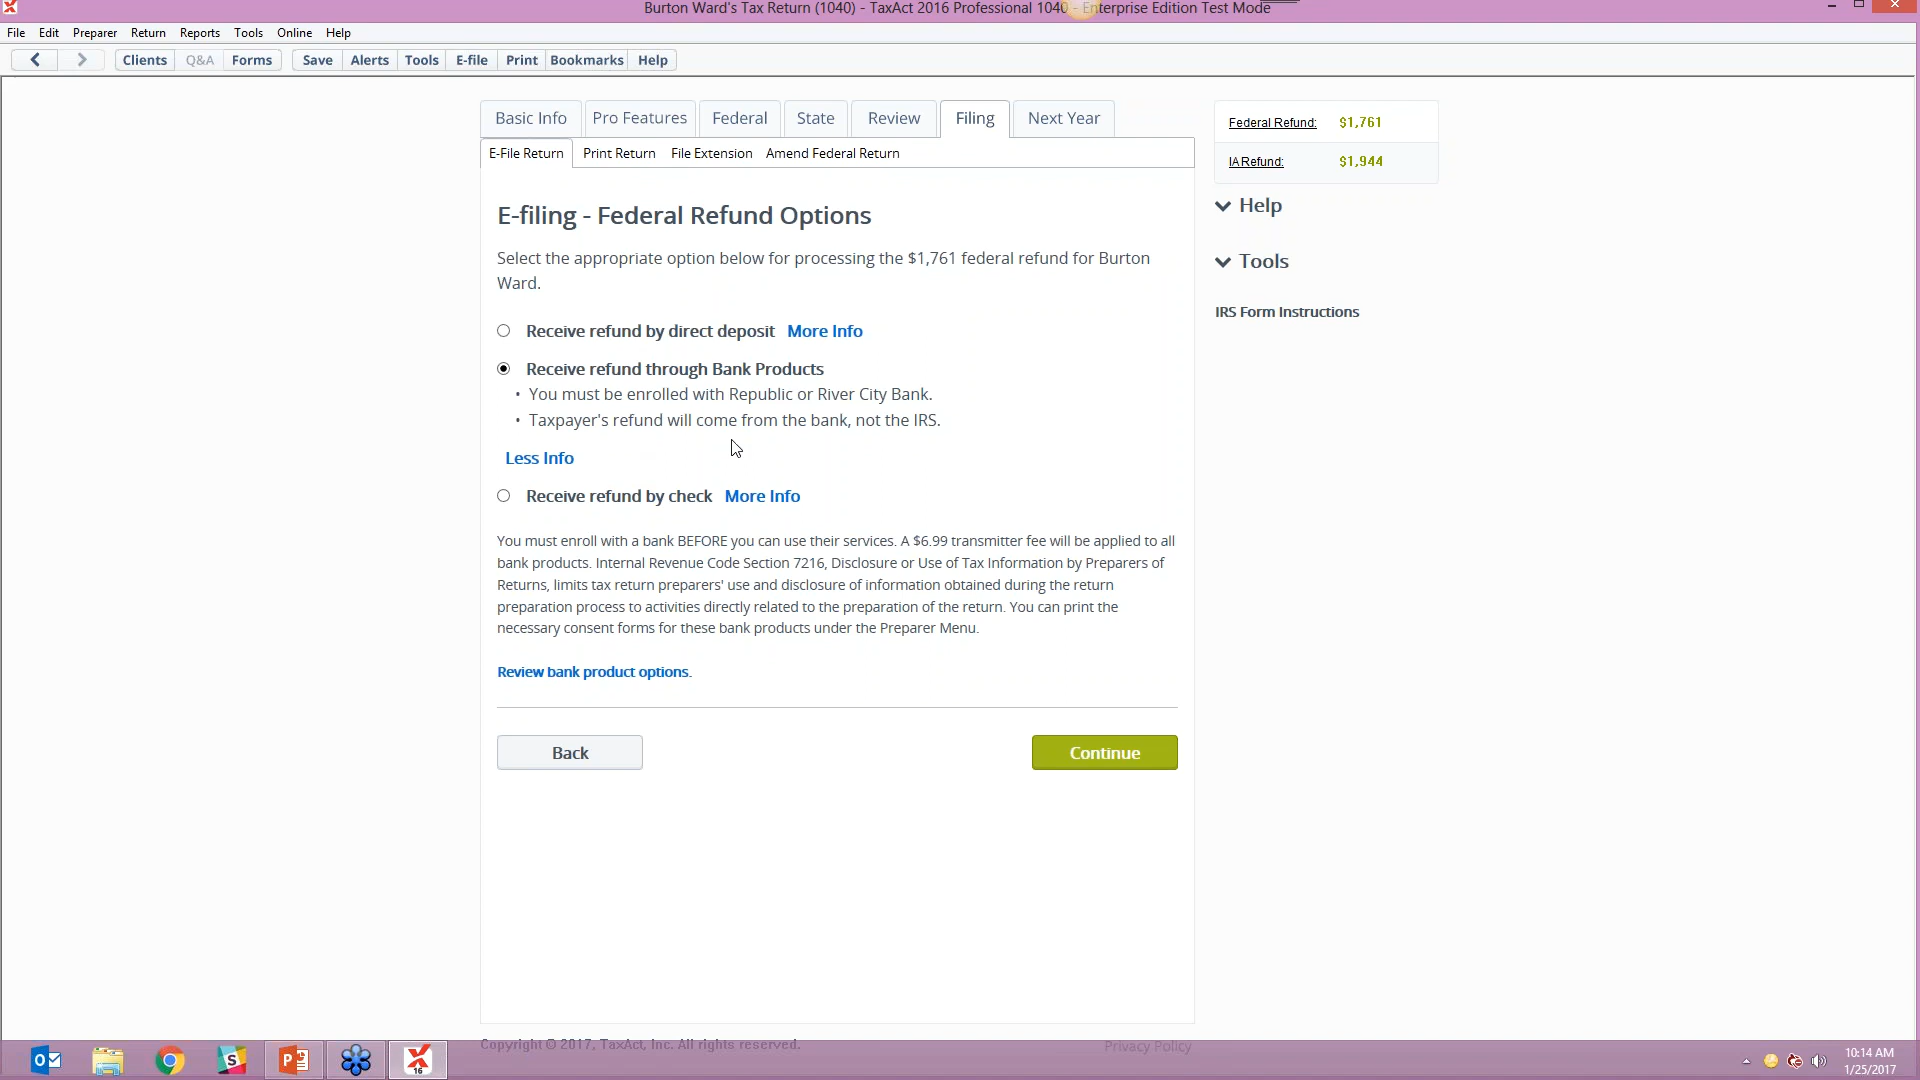 Burton Ward's Tax Return (1040) - TaxAct 2016 Professional 1040 - Enterprise Edition Test Mode
File Edit Preparer Return Reports Tools Online Help
Clients Q&A Forms Save Alerts Tools E-file Print Bookmarks Help
Basic Info Pro Features Federal State Review Filing Next Year
E-File Return Print Return File Extension Amend Federal Return
Federal Refund: $1,761
IA Refund: $1,944
Help
Tools
IRS Form Instructions
E-filing - Federal Refund Options
Select the appropriate option below for processing the $1,761 federal refund for Burton
Ward.
Receive refund by direct deposit More Info
Receive refund through Bank Products
• You must be enrolled with Republic or River City Bank.
• Taxpayer's refund will come from the bank, not the IRS.
Less Info
Receive refund by check More Info
You must enroll with a bank BEFORE you can use their services. A $6.99 transmitter fee will be applied to all
bank products. Internal Revenue Code Section 7216, Disclosure or Use of Tax Information by Preparers of
Returns, limits tax return preparers' use and disclosure of information obtained during the return
preparation process to activities directly related to the preparation of the return. You can print the
necessary consent forms for these bank products under the Preparer Menu.
Review bank product options.
Back Continue
Copyright © 2017, TaxAct, Inc. All rights reserved. Privacy Policy
16
10:14 AM
1/25/2017